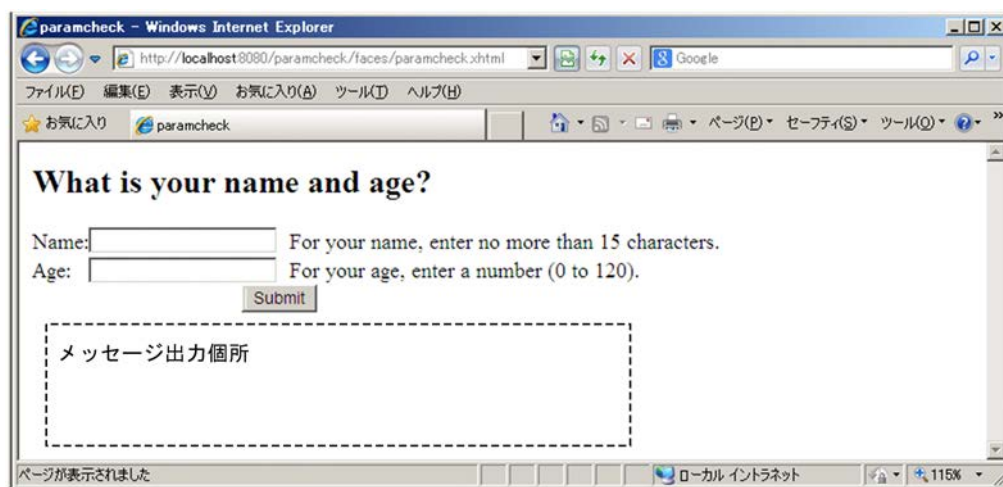 paramcheck - Windows Internet Explorer
http://localhost:8080/paramcheck/faces/paramcheck.xhtml
Google
ファイル(F) 編集(E) 表示(V) お気に入り(A) ツール(T) ヘルプ(H)
お気に入り paramcheck ページ(P) セーフティ(S) ツール(O) »
What is your name and age?
Name: For your name, enter no more than 15 characters.
Age: For your age, enter a number (0 to 120).
Submit
メッセージ出力個所
ページが表示されました ローカル イントラネット 115%